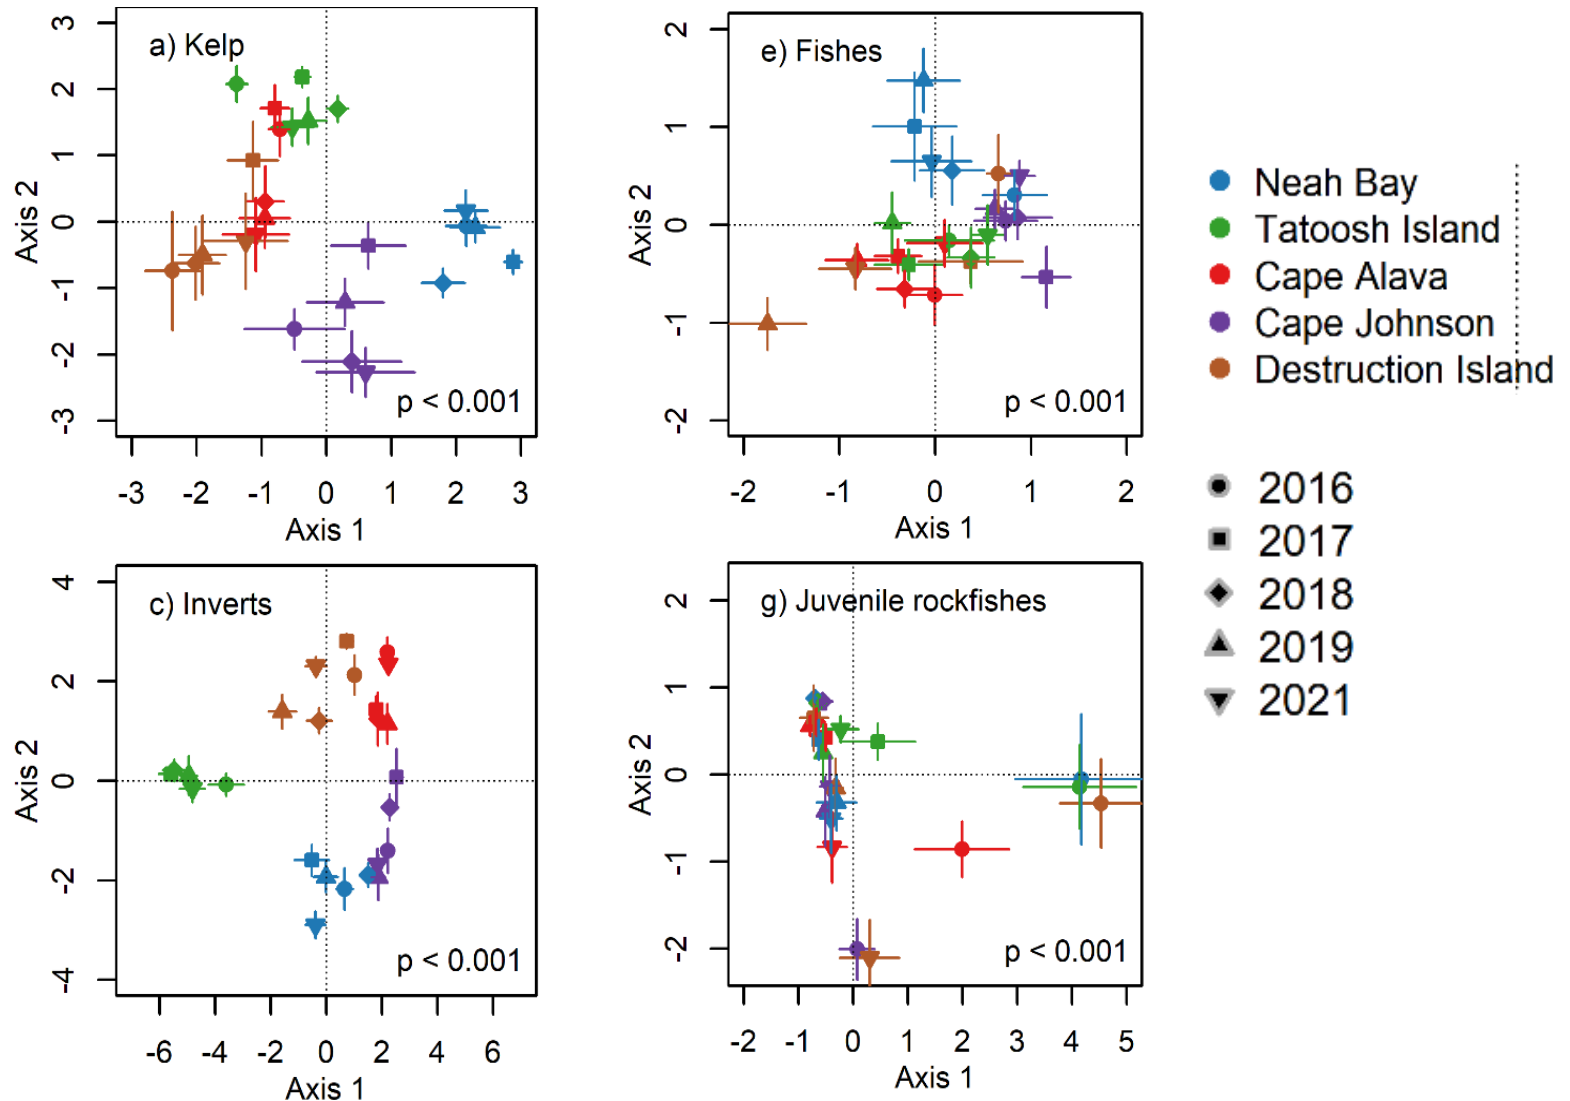 a) Kelp
3
2
1
0
-1
-2
-3
Axis 2
p < 0.001
-3 -2 -1 0 1 2 3
Axis 1
e) Fishes
2
1
0
-1
-2
Axis 2
p < 0.001
-2 -1 0 1 2
Axis 1
c) Inverts
4
2
0
-2
-4
Axis 2
p < 0.001
-6 -4 -2 0 2 4 6
Axis 1
g) Juvenile rockfishes
2
1
0
-1
-2
Axis 2
p < 0.001
-2 -1 0 1 2 3 4 5
Axis 1
Neah Bay
Tatoosh Island
Cape Alava
Cape Johnson
Destruction Island
2016
2017
2018
2019
2021